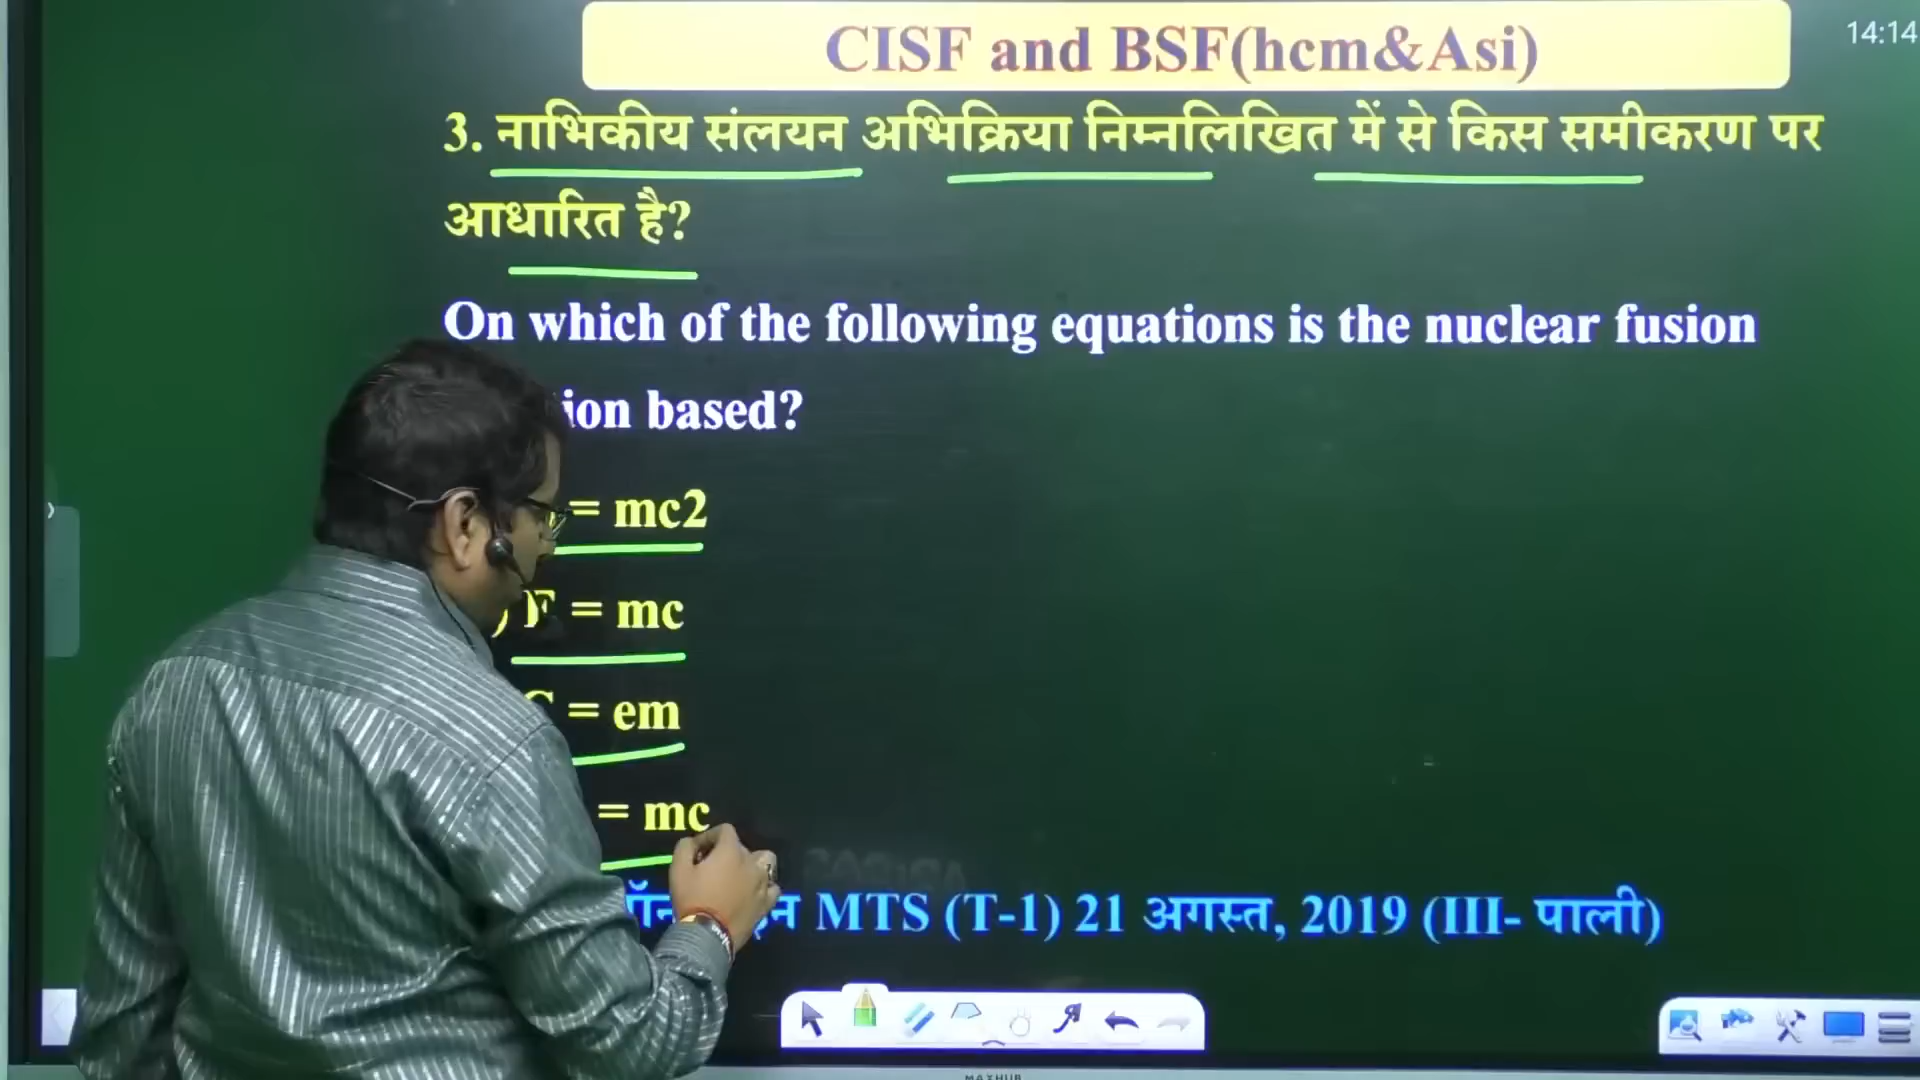 CISF and BSF(hcm&Asi)
14:14
3. नाभिकीय संलयन अभिक्रिया निम्नलिखित में से किस समीकरण पर
आधारित है?
On which of the following equations is the nuclear fusion
based?
= mc2
= mc
= em
= mc
MTS (T-1) 21 अगस्त, 2019 (III- पाली)
MAXHUB